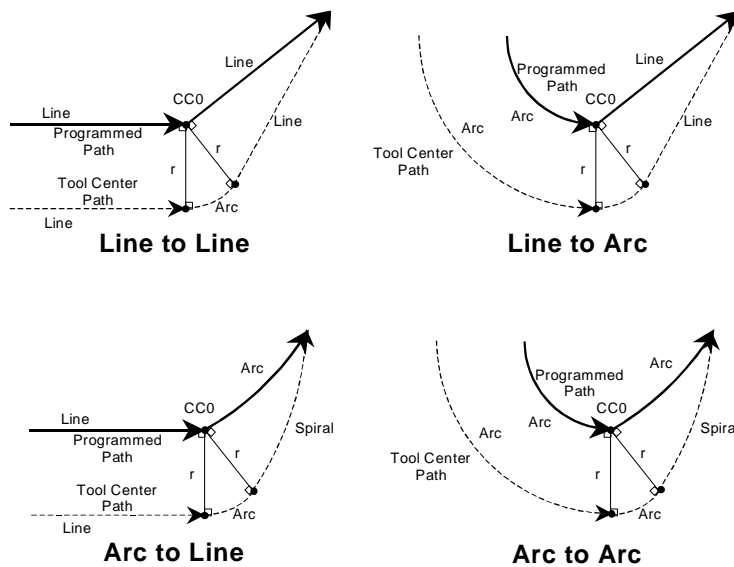 Line
CC0
Line
Programmed
Path
Line
r
r
Tool Center
Path
Arc
Line
Line to Line
Programmed
Path
Line
CC0
Arc
Arc
Line
Tool Center
Path
r
r
Arc
Line to Arc
Arc
CC0
Line
Programmed
Path
Spiral
r
r
Tool Center
Path
Arc
Line
Arc to Line
Programmed
Path
Arc
CC0
Arc
Arc
Spiral
Tool Center
Path
r
r
Arc
Arc to Arc